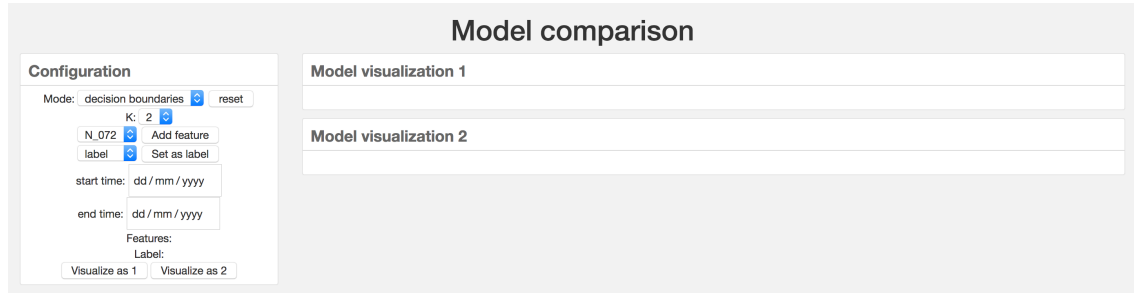 Model comparison
Configuration
Mode: decision boundaries reset
K: 2
N_072 Add feature
label Set as label
start time: dd / mm / yyyy
end time: dd / mm / yyyy
Features:
Label:
Visualize as 1 Visualize as 2
Model visualization 1
Model visualization 2